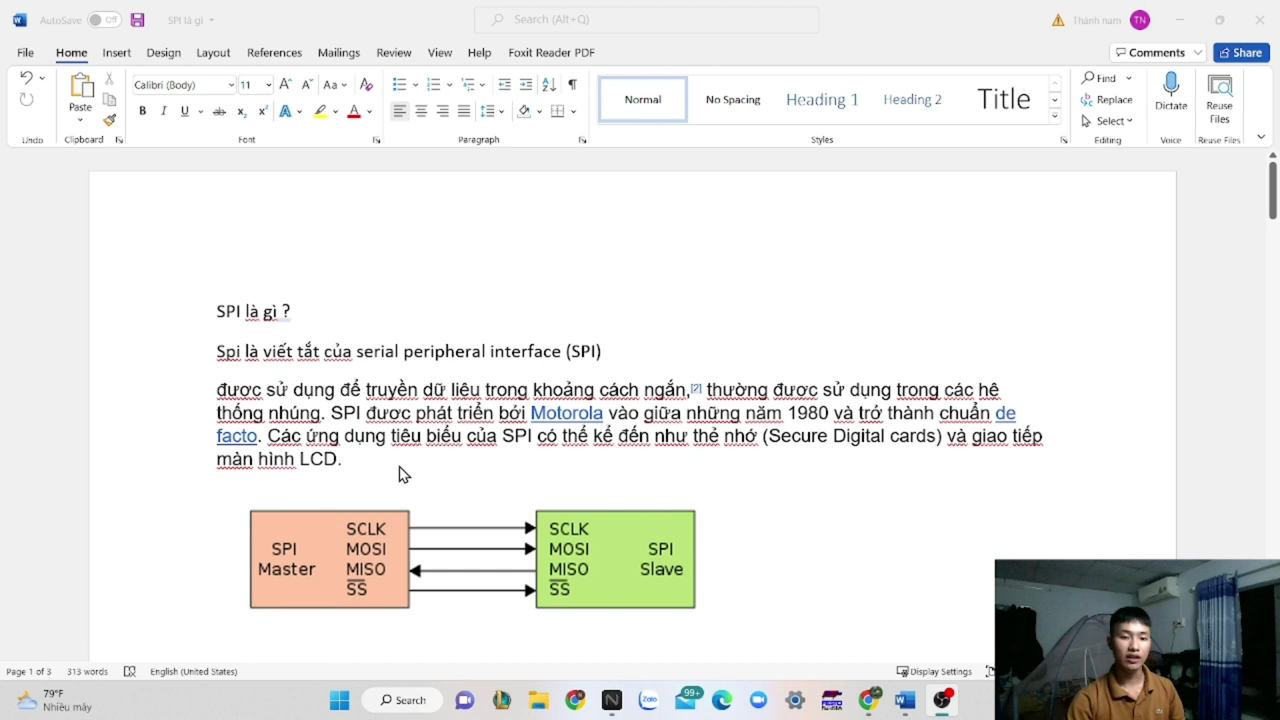 AutoSave Off SPI là gì Search (Alt+Q) Thành nam TN
File Home Insert Design Layout References Mailings Review View Help Foxit Reader PDF Comments Share
Calibri (Body) 11 Aa Find
Paste Normal No Spacing Heading 1 Heading 2 Title Replace Dictate Reuse Files
B I U ab x₂ x² A A Select
Undo Clipboard Font Paragraph Styles Editing Voice Reuse Files
SPI là gì ?
Spi là viết tắt của serial peripheral interface (SPI)
được sử dụng để truyền dữ liệu trong khoảng cách ngắn,[2] thường được sử dụng trong các hệ
thống nhúng. SPI được phát triển bởi Motorola vào giữa những năm 1980 và trở thành chuẩn de
facto. Các ứng dụng tiêu biểu của SPI có thể kể đến như thẻ nhớ (Secure Digital cards) và giao tiếp
màn hình LCD.
SCLK SCLK
SPI MOSI MOSI SPI
Master MISO MISO Slave
SS SS
Page 1 of 3 313 words English (United States) Display Settings
79°F
Nhiều mây
Search Zalo 99+